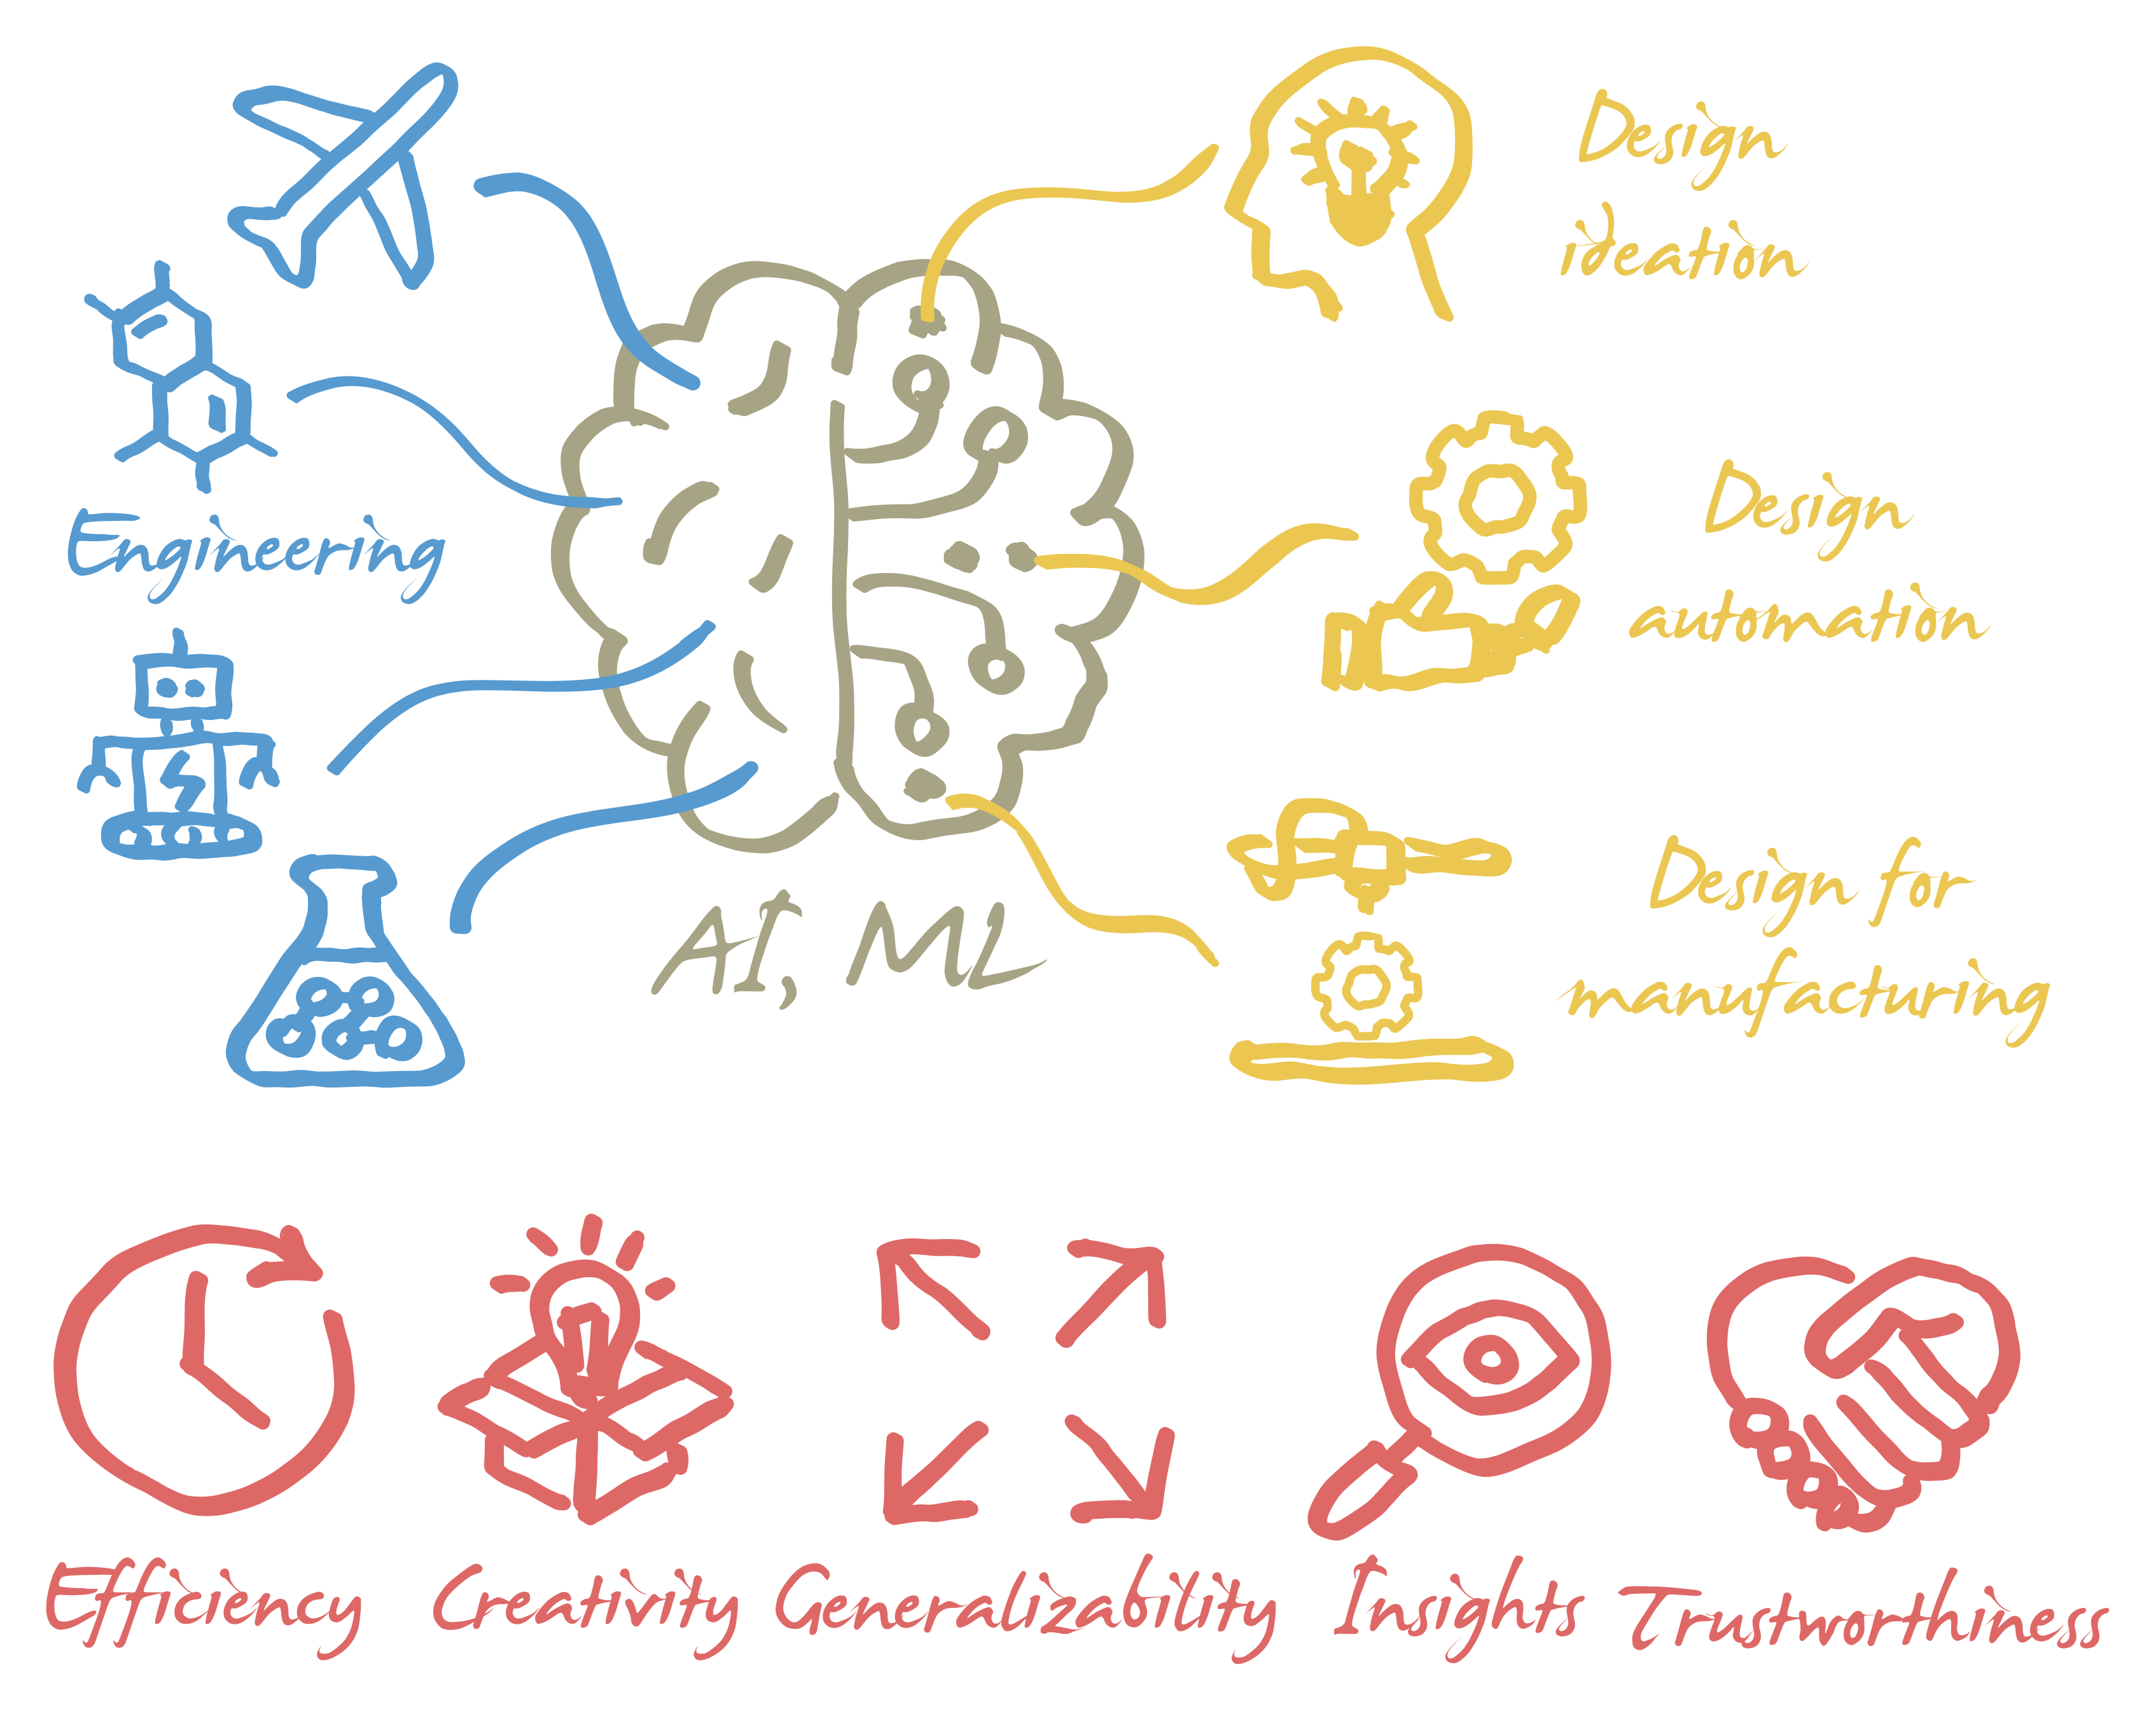 Design
ideation
Engineering
Design
automation
AI, ML
Design for
manufacturing
Efficiency
Creativity
Generalizability
Insights
Trustworthiness